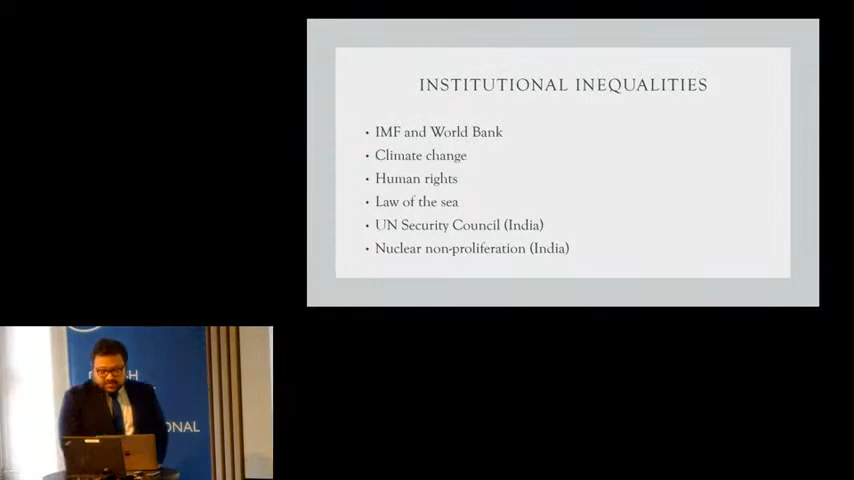 INSTITUTIONAL INEQUALITIES
• IMF and World Bank
• Climate change
• Human rights
• Law of the sea
• UN Security Council (India)
• Nuclear non-proliferation (India)